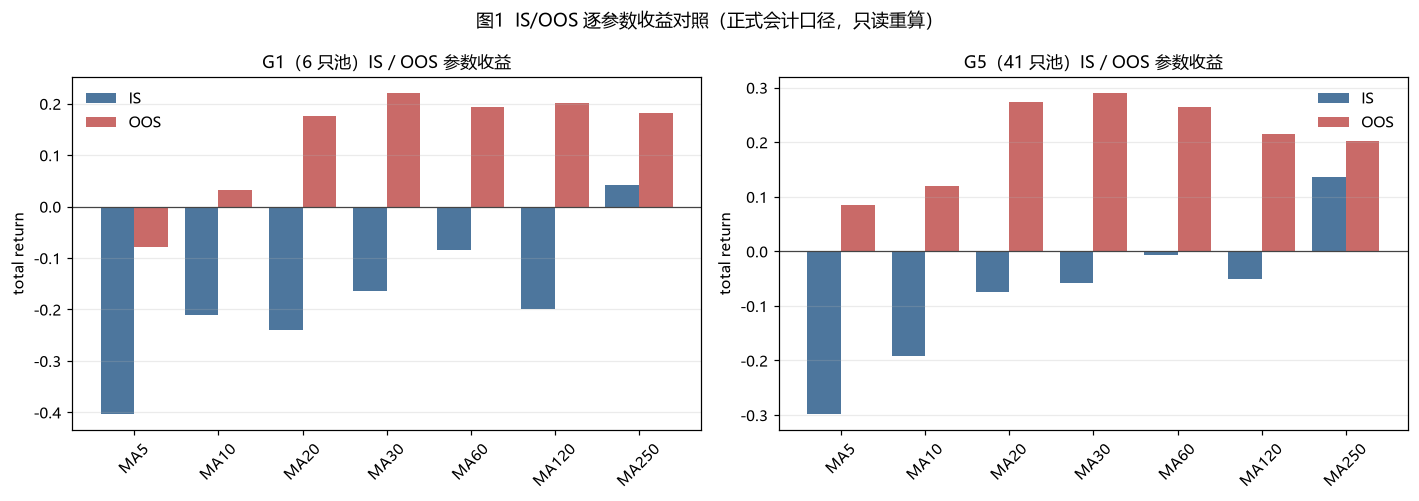 图1 IS/OOS 逐参数收益对照（正式会计口径，只读重算）
G1（6 只池）IS / OOS 参数收益
IS
OOS
total return
0.2
0.1
0.0
-0.1
-0.2
-0.3
-0.4
MA5
MA10
MA20
MA30
MA60
MA120
MA250
G5（41 只池）IS / OOS 参数收益
IS
OOS
total return
0.3
0.2
0.1
0.0
-0.1
-0.2
-0.3
MA5
MA10
MA20
MA30
MA60
MA120
MA250